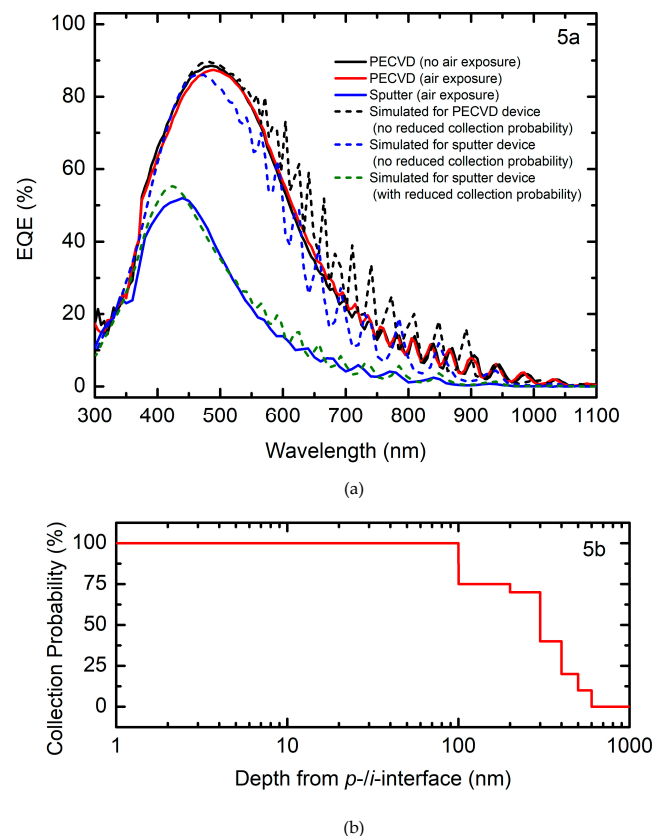 5a
100
80
60
40
20
0
EQE (%)
PECVD (no air exposure)
PECVD (air exposure)
Sputter (air exposure)
Simulated for PECVD device
(no reduced collection probability)
Simulated for sputter device
(no reduced collection probability)
Simulated for sputter device
(with reduced collection probability)
300 400 500 600 700 800 900 1000 1100
Wavelength (nm)
(a)
5b
100
75
50
25
0
Collection Probability (%)
1 10 100 1000
Depth from p-/i-interface (nm)
(b)